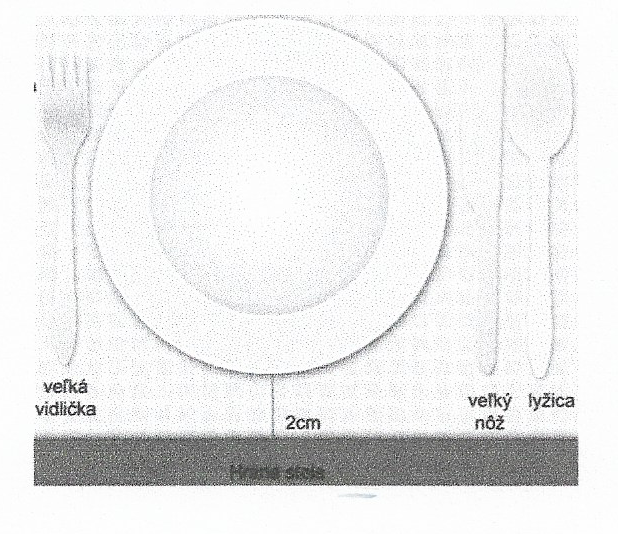 veľká
vidlička
2cm
veľký
nôž
lyžica
Hrana stola